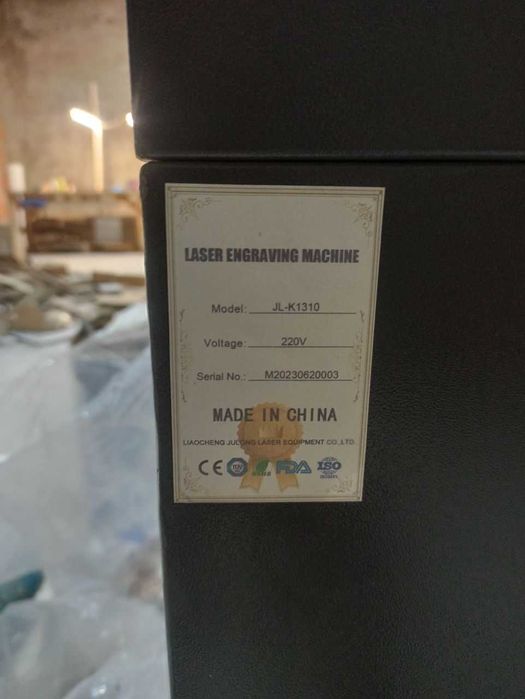 LASER ENGRAVING MACHINE
Model: JL-K1310
Voltage: 220V
Serial No.: M20230620003
MADE IN CHINA
LIAOCHENG JULONG LASER EQUIPMENT CO.,LTD.
CE FDA ISO